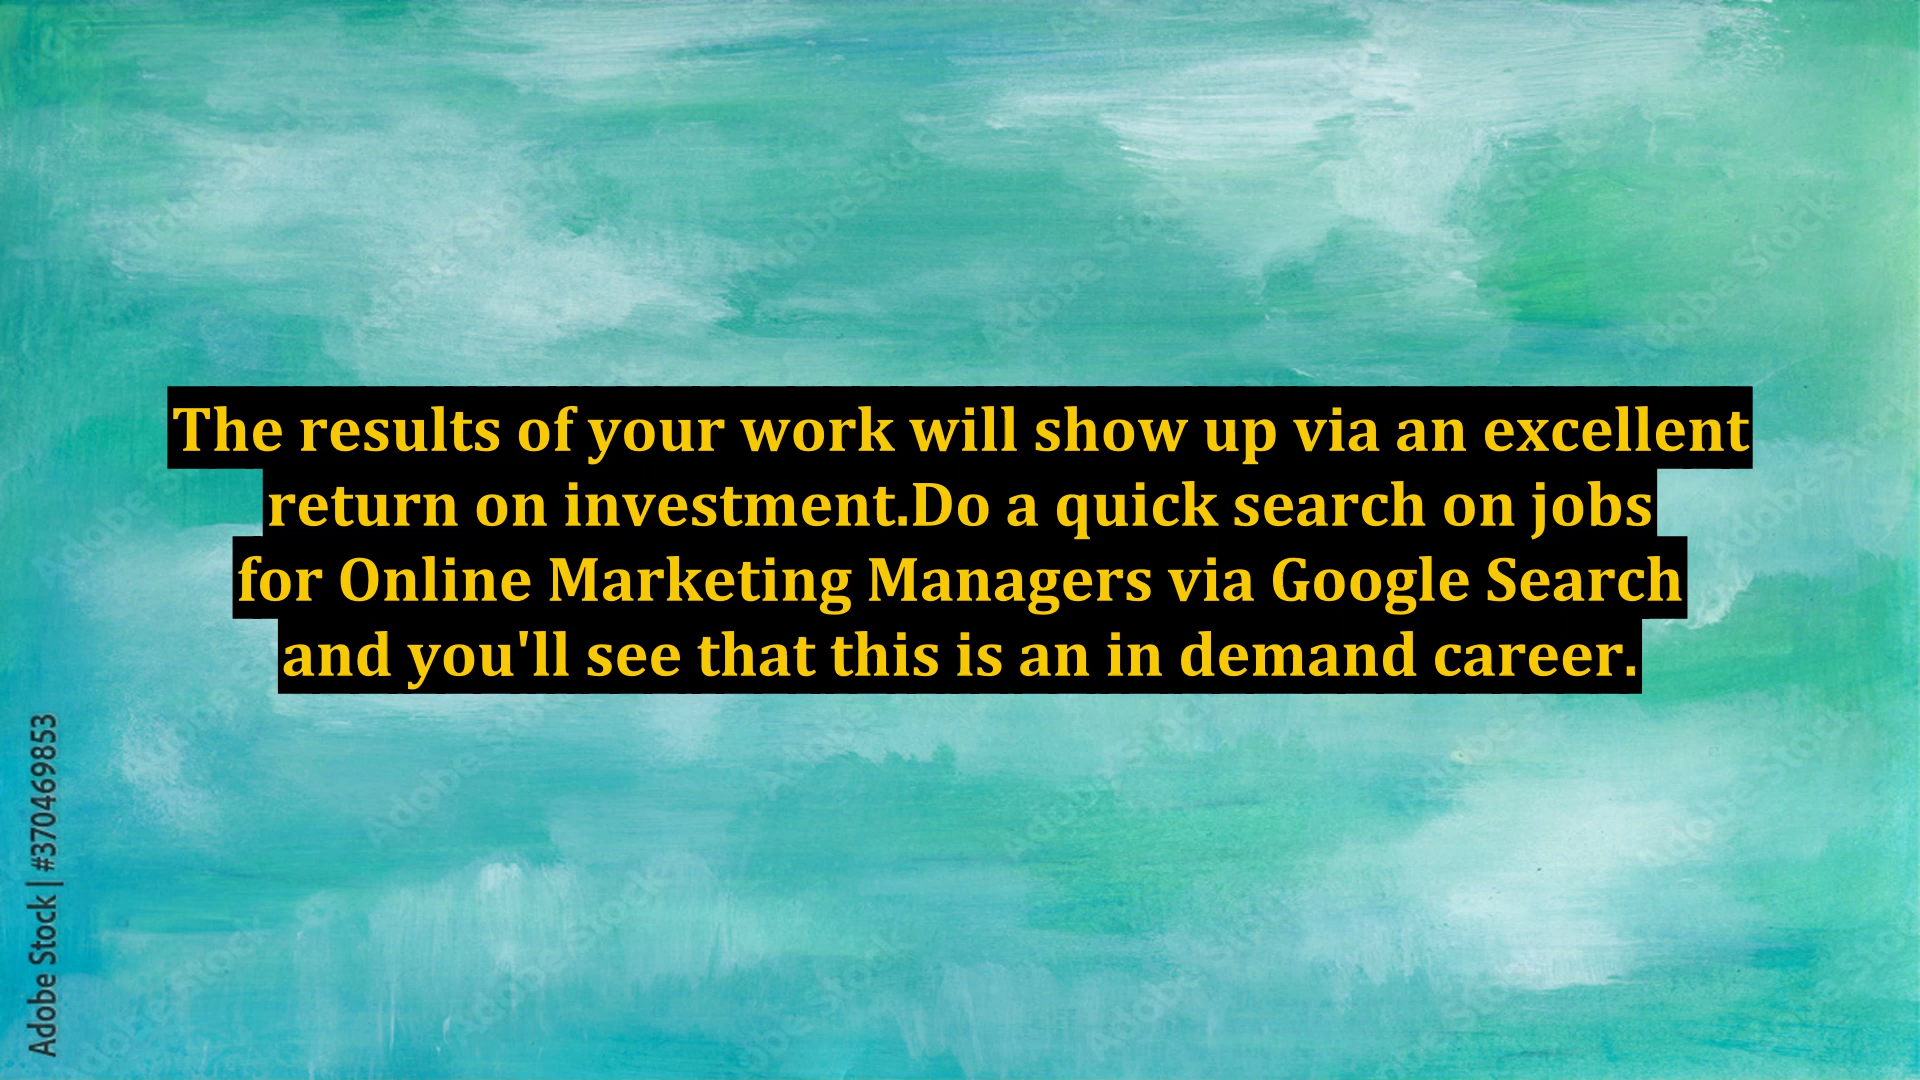 The results of your work will show up via an excellent
return on investment.Do a quick search on jobs
for Online Marketing Managers via Google Search
and you'll see that this is an in demand career.
Adobe Stock | #370469853